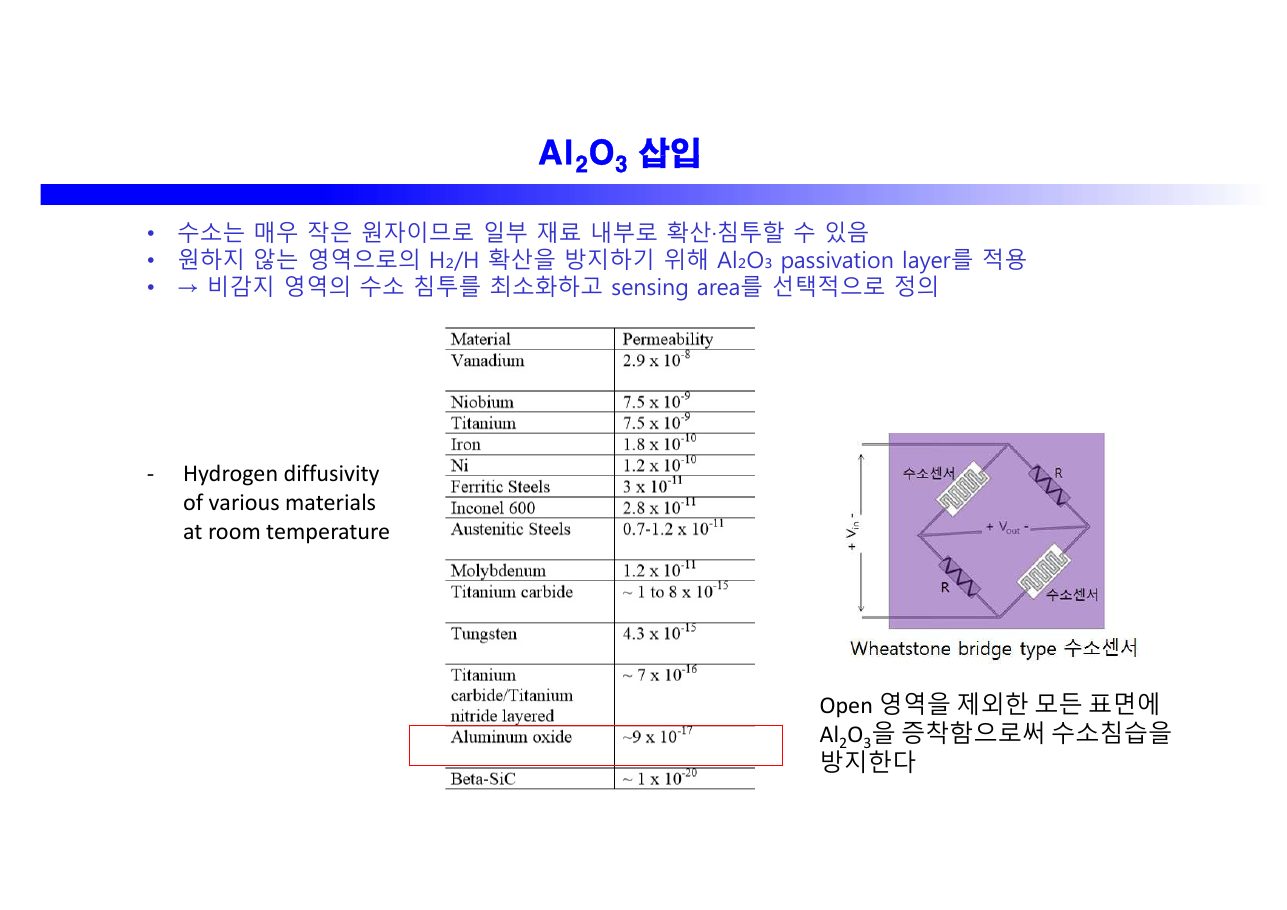 Al₂O₃ 삽입
• 수소는 매우 작은 원자이므로 일부 재료 내부로 확산·침투할 수 있음
• 원하지 않는 영역으로의 H₂/H 확산을 방지하기 위해 Al₂O₃ passivation layer를 적용
• → 비감지 영역의 수소 침투를 최소화하고 sensing area를 선택적으로 정의
- Hydrogen diffusivity
of various materials
at room temperature
Material Permeability
Vanadium 2.9 x 10⁻⁸
Niobium 7.5 x 10⁻⁹
Titanium 7.5 x 10⁻⁹
Iron 1.8 x 10⁻¹⁰
Ni 1.2 x 10⁻¹⁰
Ferritic Steels 3 x 10⁻¹¹
Inconel 600 2.8 x 10⁻¹¹
Austenitic Steels 0.7-1.2 x 10⁻¹¹
Molybdenum 1.2 x 10⁻¹¹
Titanium carbide ~ 1 to 8 x 10⁻¹⁵
Tungsten 4.3 x 10⁻¹⁵
Titanium ~ 7 x 10⁻¹⁶
carbide/Titanium
nitride layered
Aluminum oxide ~9 x 10⁻¹⁷
Beta-SiC ~ 1 x 10⁻²⁰
수소센서
R
+ Vin -
+ Vout -
R
수소센서
Wheatstone bridge type 수소센서
Open 영역을 제외한 모든 표면에
Al₂O₃을 증착함으로써 수소침습을
방지한다